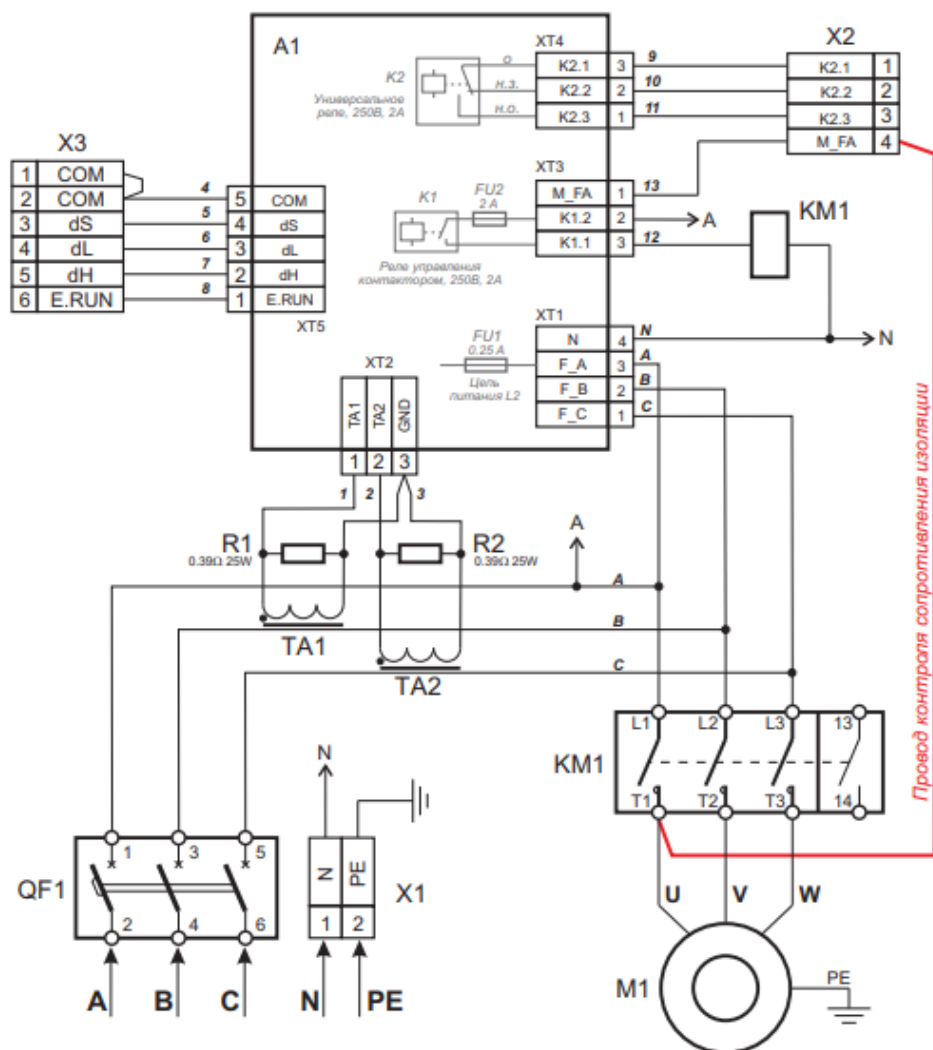 A1
K2
Универсальное
реле, 250В, 2А
о
н.з.
н.о.
XT4
K2.1 3
K2.2 2
K2.3 1
9
10
11
X2
K2.1 1
K2.2 2
K2.3 3
M_FA 4
X3
1 COM
2 COM
3 dS
4 dL
5 dH
6 E.RUN
4
5
6
7
8
5 COM
4 dS
3 dL
2 dH
1 E.RUN
XT5
K1
FU2
2 A
Реле управления
контактором, 250В, 2А
XT3
M_FA 1
K1.2 2
K1.1 3
13
A
12
KM1
FU1
0.25 A
Цепь
питания L2
XT1
N 4
F_A 3
F_B 2
F_C 1
N
A
B
C
N
XT2
TA1
TA2
GND
1 2 3
1 2 3
R1
0.39Ω 25W
R2
0.39Ω 25W
A
A
TA1
B
TA2
C
Провод контроля сопротивления изоляции
KM1
L1 L2 L3 13
T1 T2 T3 14
QF1
1 3 5
2 4 6
N
N PE
1 2
X1
A B C N PE
U V W
M1
PE